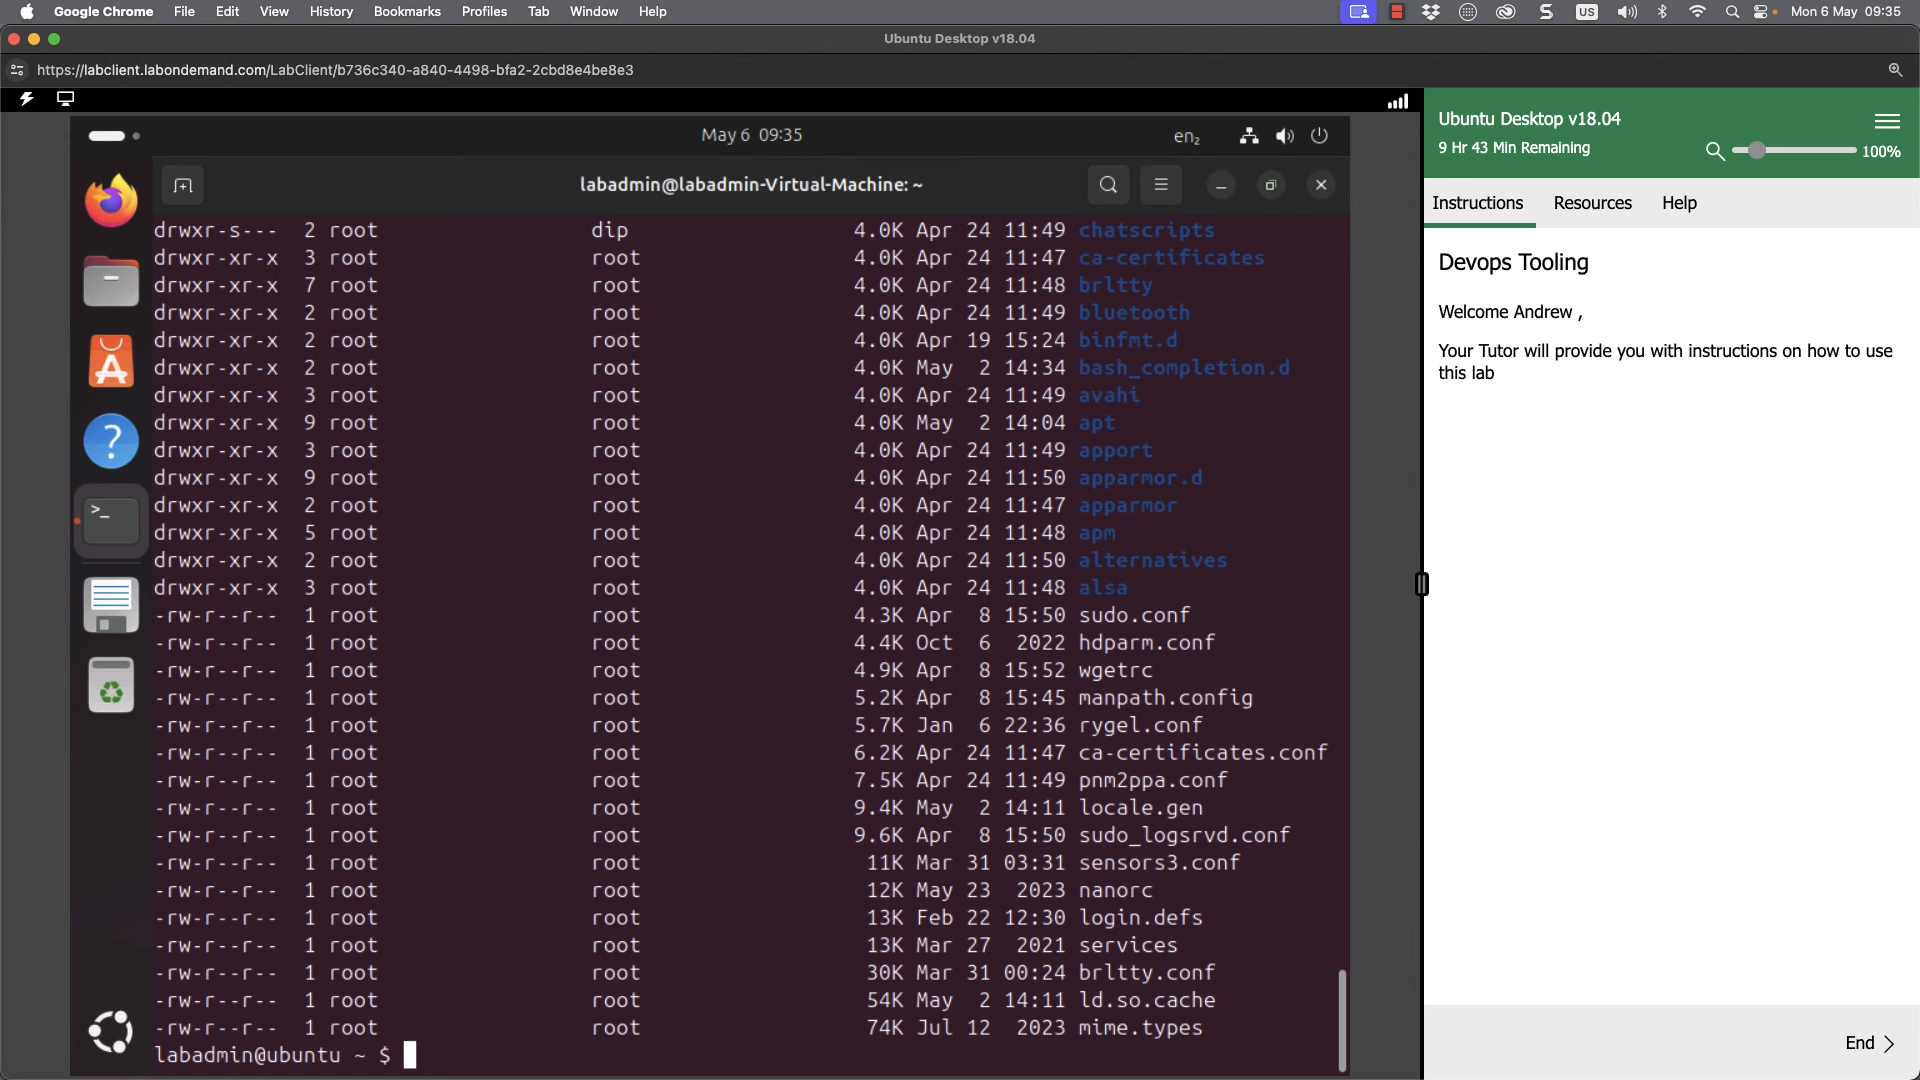 Google Chrome File Edit View History Bookmarks Profiles Tab Window Help US Mon 6 May 09:35
Ubuntu Desktop v18.04
https://labclient.labondemand.com/LabClient/b736c340-a840-4498-bfa2-2cbd8e4be8e3
May 6 09:35 en₂
labadmin@labadmin-Virtual-Machine: ~
drwxr-s--- 2 root dip 4.0K Apr 24 11:49 chatscripts
drwxr-xr-x 3 root root 4.0K Apr 24 11:47 ca-certificates
drwxr-xr-x 7 root root 4.0K Apr 24 11:48 brltty
drwxr-xr-x 2 root root 4.0K Apr 24 11:49 bluetooth
drwxr-xr-x 2 root root 4.0K Apr 19 15:24 binfmt.d
drwxr-xr-x 2 root root 4.0K May 2 14:34 bash_completion.d
drwxr-xr-x 3 root root 4.0K Apr 24 11:49 avahi
drwxr-xr-x 9 root root 4.0K May 2 14:04 apt
drwxr-xr-x 3 root root 4.0K Apr 24 11:49 apport
drwxr-xr-x 9 root root 4.0K Apr 24 11:50 apparmor.d
drwxr-xr-x 2 root root 4.0K Apr 24 11:47 apparmor
drwxr-xr-x 5 root root 4.0K Apr 24 11:48 apm
drwxr-xr-x 2 root root 4.0K Apr 24 11:50 alternatives
drwxr-xr-x 3 root root 4.0K Apr 24 11:48 alsa
-rw-r--r-- 1 root root 4.3K Apr 8 15:50 sudo.conf
-rw-r--r-- 1 root root 4.4K Oct 6 2022 hdparm.conf
-rw-r--r-- 1 root root 4.9K Apr 8 15:52 wgetrc
-rw-r--r-- 1 root root 5.2K Apr 8 15:45 manpath.config
-rw-r--r-- 1 root root 5.7K Jan 6 22:36 rygel.conf
-rw-r--r-- 1 root root 6.2K Apr 24 11:47 ca-certificates.conf
-rw-r--r-- 1 root root 7.5K Apr 24 11:49 pnm2ppa.conf
-rw-r--r-- 1 root root 9.4K May 2 14:11 locale.gen
-rw-r--r-- 1 root root 9.6K Apr 8 15:50 sudo_logsrvd.conf
-rw-r--r-- 1 root root 11K Mar 31 03:31 sensors3.conf
-rw-r--r-- 1 root root 12K May 23 2023 nanorc
-rw-r--r-- 1 root root 13K Feb 22 12:30 login.defs
-rw-r--r-- 1 root root 13K Mar 27 2021 services
-rw-r--r-- 1 root root 30K Mar 31 00:24 brltty.conf
-rw-r--r-- 1 root root 54K May 2 14:11 ld.so.cache
-rw-r--r-- 1 root root 74K Jul 12 2023 mime.types
labadmin@ubuntu ~ $
Ubuntu Desktop v18.04
9 Hr 43 Min Remaining 100%
Instructions Resources Help
Devops Tooling
Welcome Andrew ,
Your Tutor will provide you with instructions on how to use
this lab
End